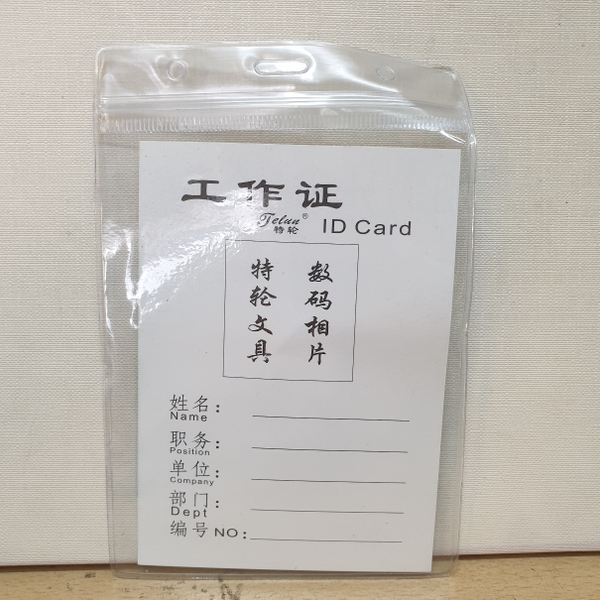 工作证
Telun®
特轮 ID Card
数码相片
特轮文具
姓名：
Name
职务：
Position
单位：
Company
部门：
Dept
编号 NO：